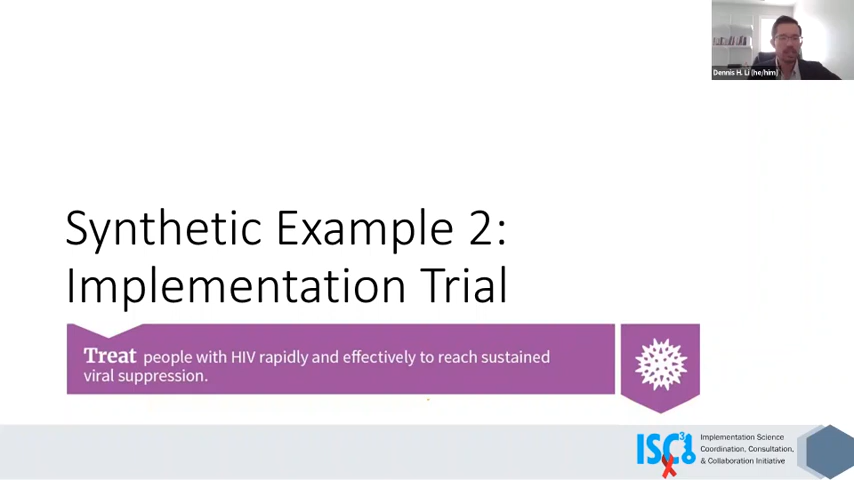 Dennis H. Li (he/him)
Synthetic Example 2:
Implementation Trial
Treat people with HIV rapidly and effectively to reach sustained
viral suppression.
ISC3I
Implementation Science
Coordination, Consultation,
& Collaboration Initiative